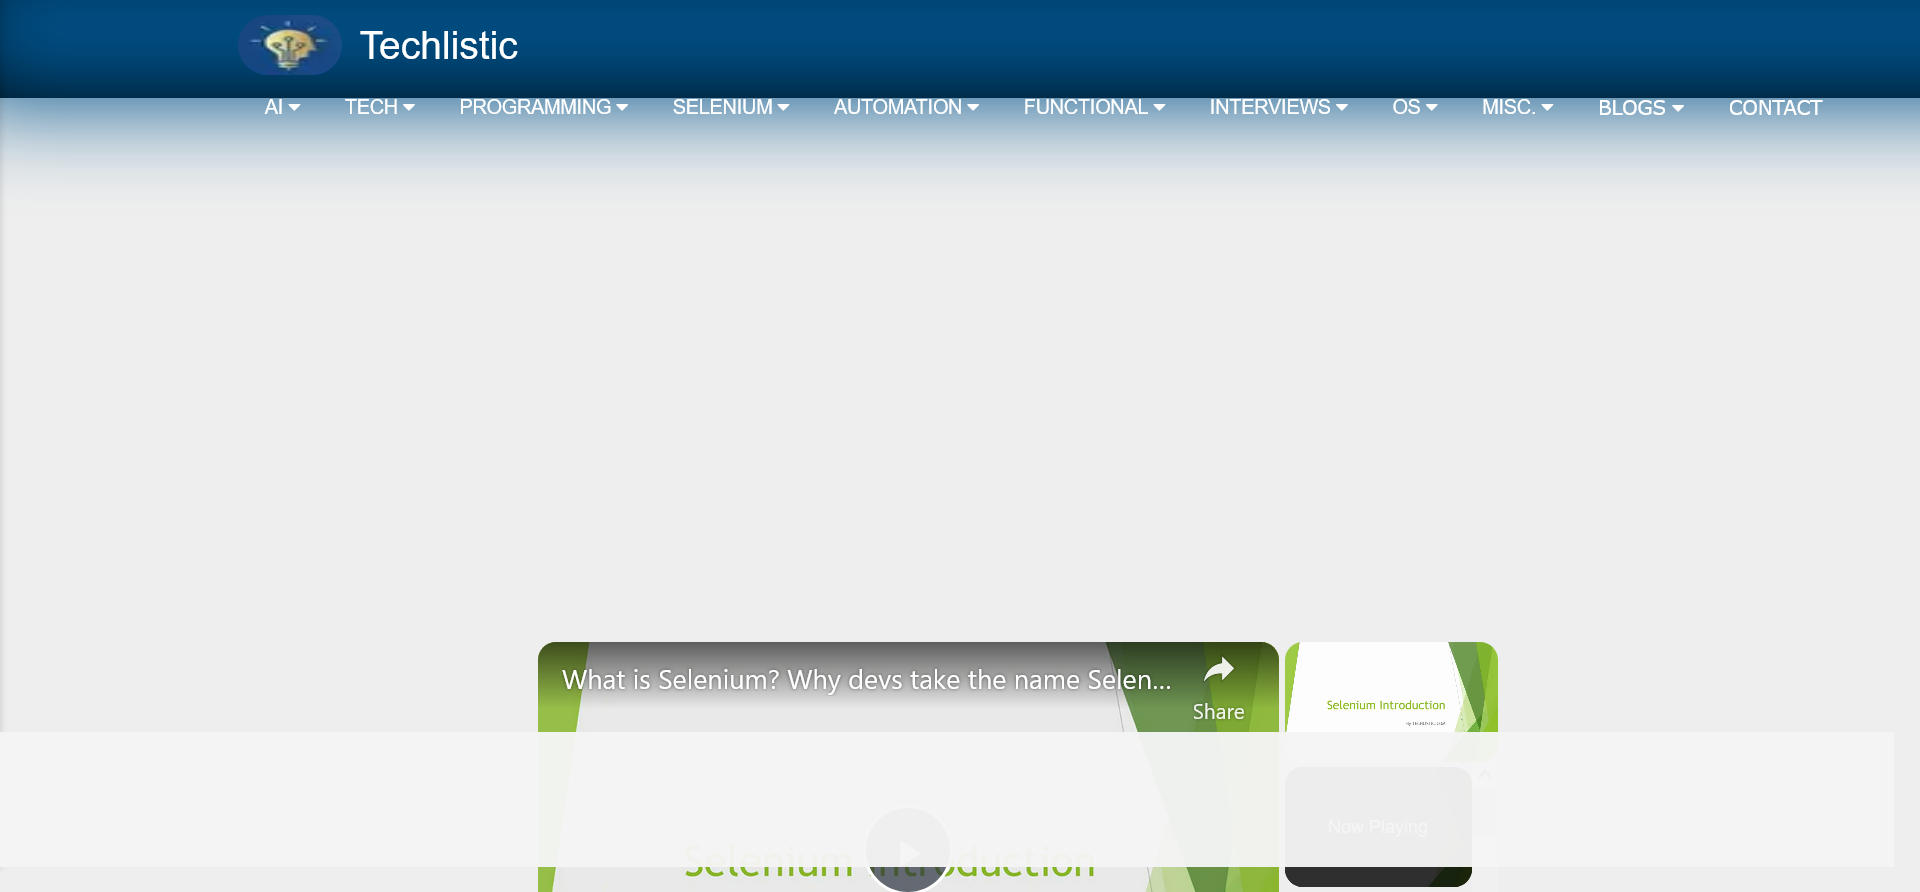 Techlistic
AI TECH PROGRAMMING SELENIUM AUTOMATION FUNCTIONAL INTERVIEWS OS MISC. BLOGS CONTACT
What is Selenium? Why devs take the name Selen...
Share
Selenium Introduction
Now Playing
Selenium Introduction